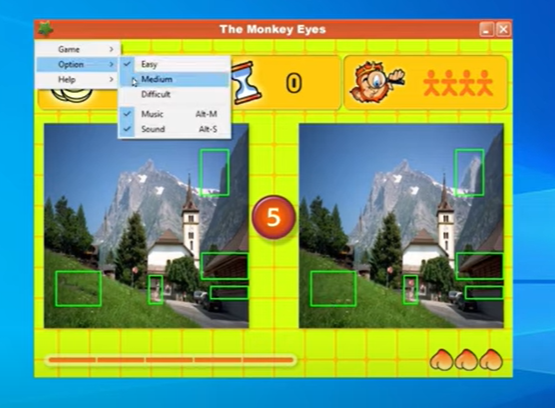 The Monkey Eyes
Game
Option
Help
Easy
Medium
Difficult
Music Alt-M
Sound Alt-S
0
5